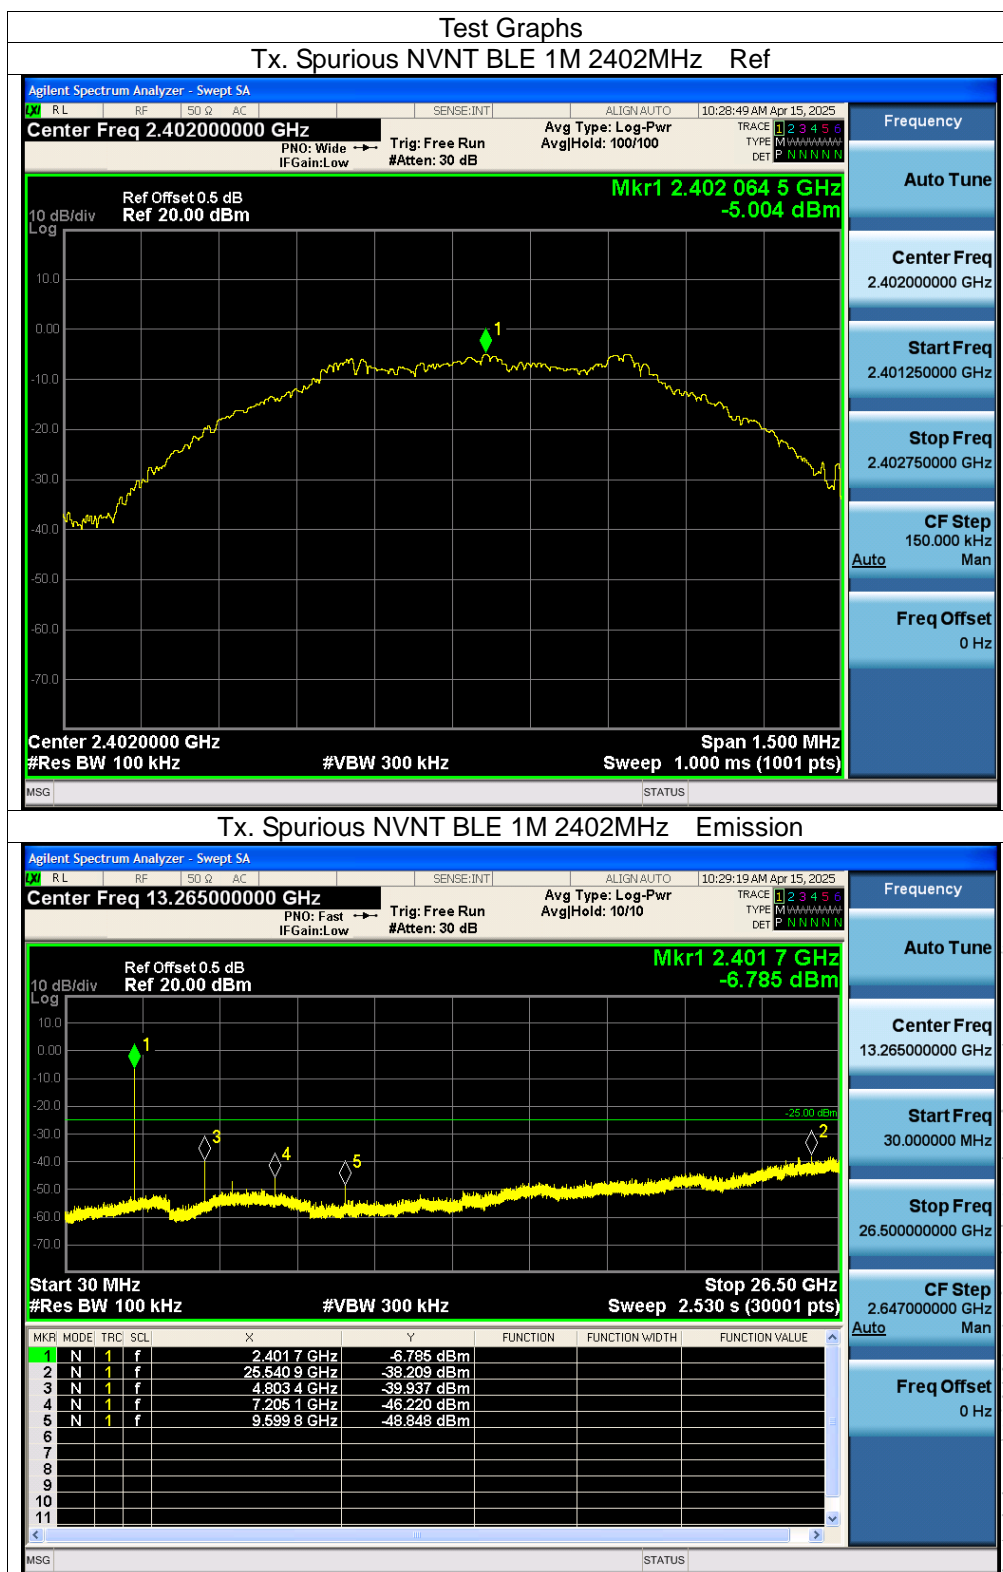 Test Graphs
Tx. Spurious NVNT BLE 1M 2402MHz Ref
Agilent Spectrum Analyzer - Swept SA
LXI RL RF 50 Ω AC SENSE:INT ALIGN AUTO 10:28:49 AM Apr 15, 2025
Center Freq 2.402000000 GHz
PNO: Wide
IFGain:Low
Trig: Free Run
#Atten: 30 dB
Avg Type: Log-Pwr
Avg|Hold: 100/100
TRACE 1 2 3 4 5 6
TYPE M W W W W W
DET P N N N N N
Mkr1 2.402 064 5 GHz
-5.004 dBm
Ref Offset 0.5 dB
10 dB/div Ref 20.00 dBm
Log
10.0
0.00
-10.0
-20.0
-30.0
-40.0
-50.0
-60.0
-70.0
1
Center 2.4020000 GHz Span 1.500 MHz
#Res BW 100 kHz #VBW 300 kHz Sweep 1.000 ms (1001 pts)
MSG STATUS
Frequency
Auto Tune
Center Freq
2.402000000 GHz
Start Freq
2.401250000 GHz
Stop Freq
2.402750000 GHz
CF Step
150.000 kHz
Auto Man
Freq Offset
0 Hz
Tx. Spurious NVNT BLE 1M 2402MHz Emission
Agilent Spectrum Analyzer - Swept SA
LXI RL RF 50 Ω AC SENSE:INT ALIGN AUTO 10:29:19 AM Apr 15, 2025
Center Freq 13.265000000 GHz
PNO: Fast
IFGain:Low
Trig: Free Run
#Atten: 30 dB
Avg Type: Log-Pwr
Avg|Hold: 10/10
TRACE 1 2 3 4 5 6
TYPE M W W W W W
DET P N N N N N
Mkr1 2.401 7 GHz
-6.785 dBm
Ref Offset 0.5 dB
10 dB/div Ref 20.00 dBm
Log
10.0
0.00
-10.0
-20.0
-30.0
-40.0
-50.0
-60.0
-70.0
1
-25.00 dBm
3
4
5
2
Start 30 MHz Stop 26.50 GHz
#Res BW 100 kHz #VBW 300 kHz Sweep 2.530 s (30001 pts)
MKR MODE TRC SCL X Y FUNCTION FUNCTION WIDTH FUNCTION VALUE
1 N 1 f 2.401 7 GHz -6.785 dBm
2 N 1 f 25.540 9 GHz -38.209 dBm
3 N 1 f 4.803 4 GHz -39.937 dBm
4 N 1 f 7.205 1 GHz -46.220 dBm
5 N 1 f 9.599 8 GHz -48.848 dBm
6
7
8
9
10
11
MSG STATUS
Frequency
Auto Tune
Center Freq
13.265000000 GHz
Start Freq
30.000000 MHz
Stop Freq
26.500000000 GHz
CF Step
2.647000000 GHz
Auto Man
Freq Offset
0 Hz